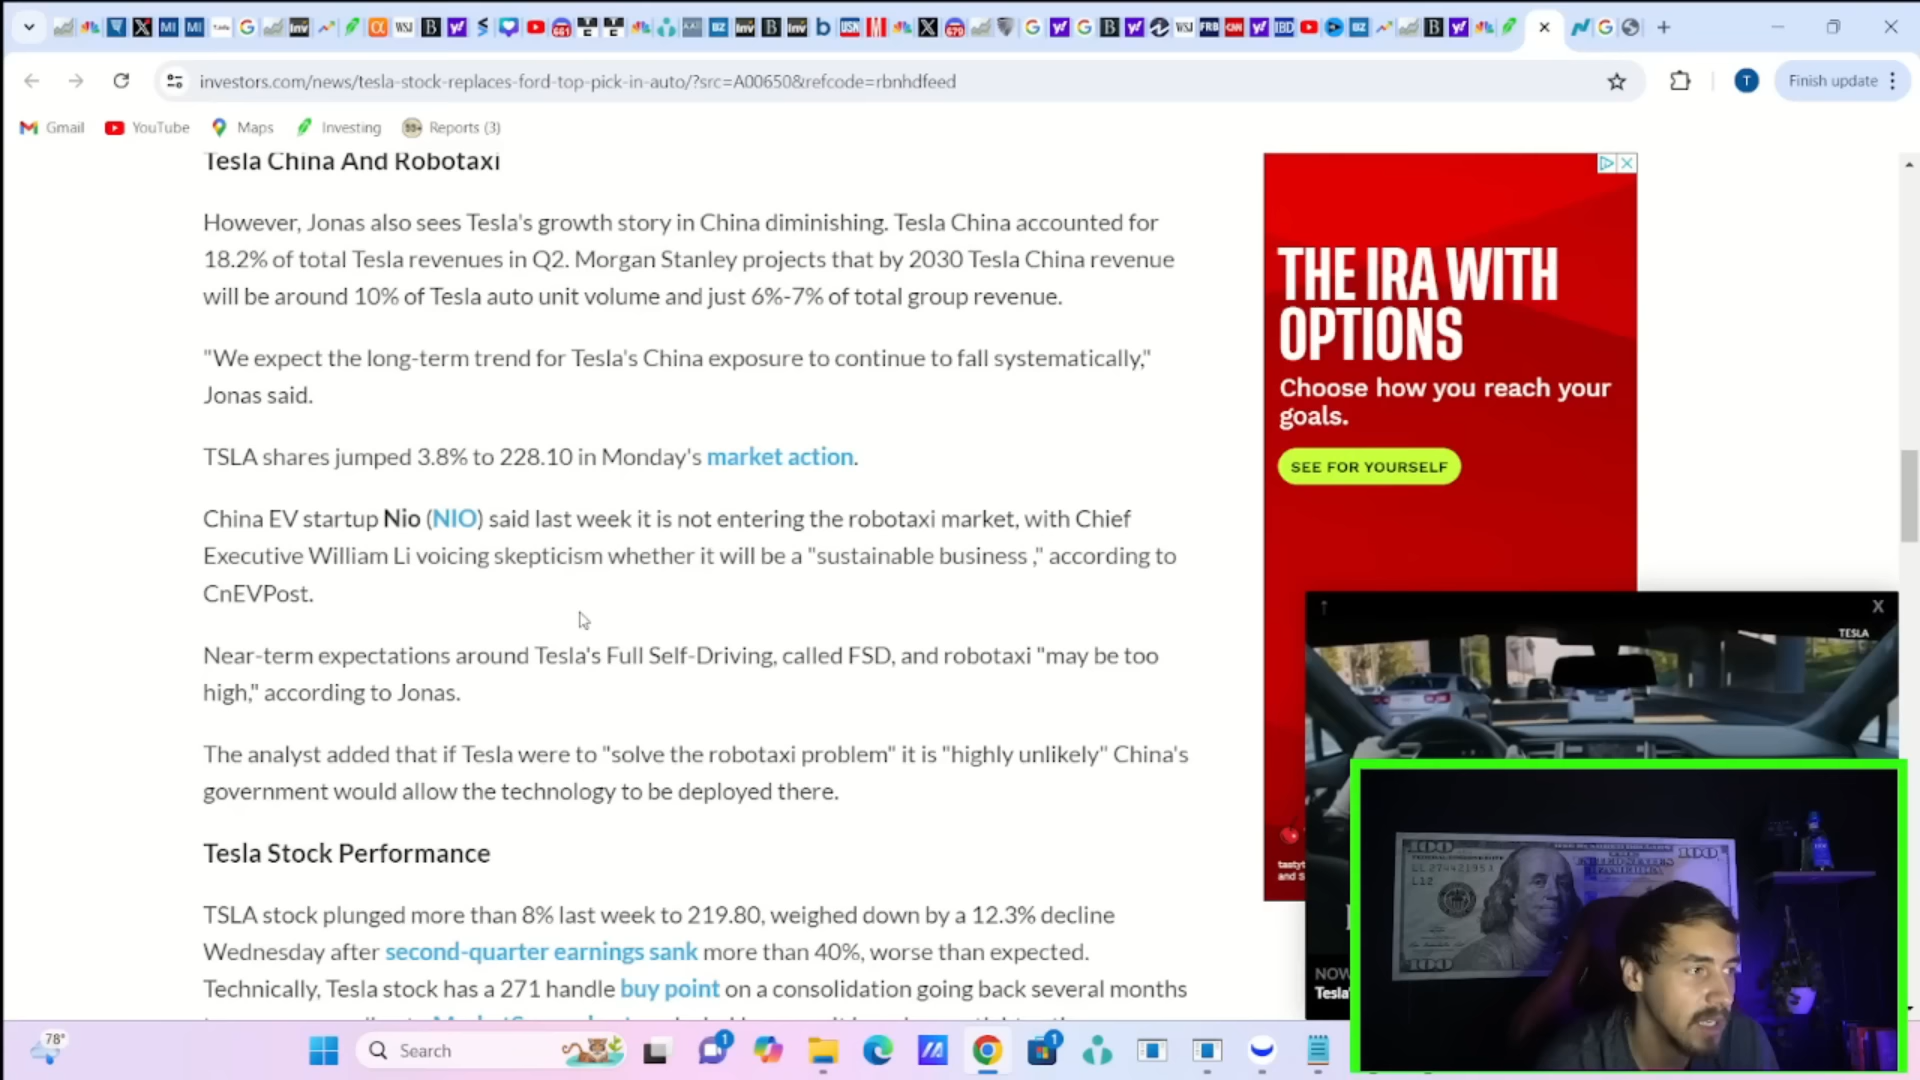 investors.com/news/tesla-stock-replaces-ford-top-pick-in-auto/?src=A00650&refcode=rbnhdfeed
T
Finish update
Gmail
YouTube
Maps
Investing
Reports (3)
Tesla China And Robotaxi
However, Jonas also sees Tesla's growth story in China diminishing. Tesla China accounted for
18.2% of total Tesla revenues in Q2. Morgan Stanley projects that by 2030 Tesla China revenue
will be around 10% of Tesla auto unit volume and just 6%-7% of total group revenue.
"We expect the long-term trend for Tesla's China exposure to continue to fall systematically,"
Jonas said.
TSLA shares jumped 3.8% to 228.10 in Monday's market action.
China EV startup Nio (NIO) said last week it is not entering the robotaxi market, with Chief
Executive William Li voicing skepticism whether it will be a "sustainable business ," according to
CnEVPost.
Near-term expectations around Tesla's Full Self-Driving, called FSD, and robotaxi "may be too
high," according to Jonas.
The analyst added that if Tesla were to "solve the robotaxi problem" it is "highly unlikely" China's
government would allow the technology to be deployed there.
Tesla Stock Performance
TSLA stock plunged more than 8% last week to 219.80, weighed down by a 12.3% decline
Wednesday after second-quarter earnings sank more than 40%, worse than expected.
Technically, Tesla stock has a 271 handle buy point on a consolidation going back several months
THE IRA WITH
OPTIONS
Choose how you reach your
goals.
SEE FOR YOURSELF
X
TESLA
78°
Search